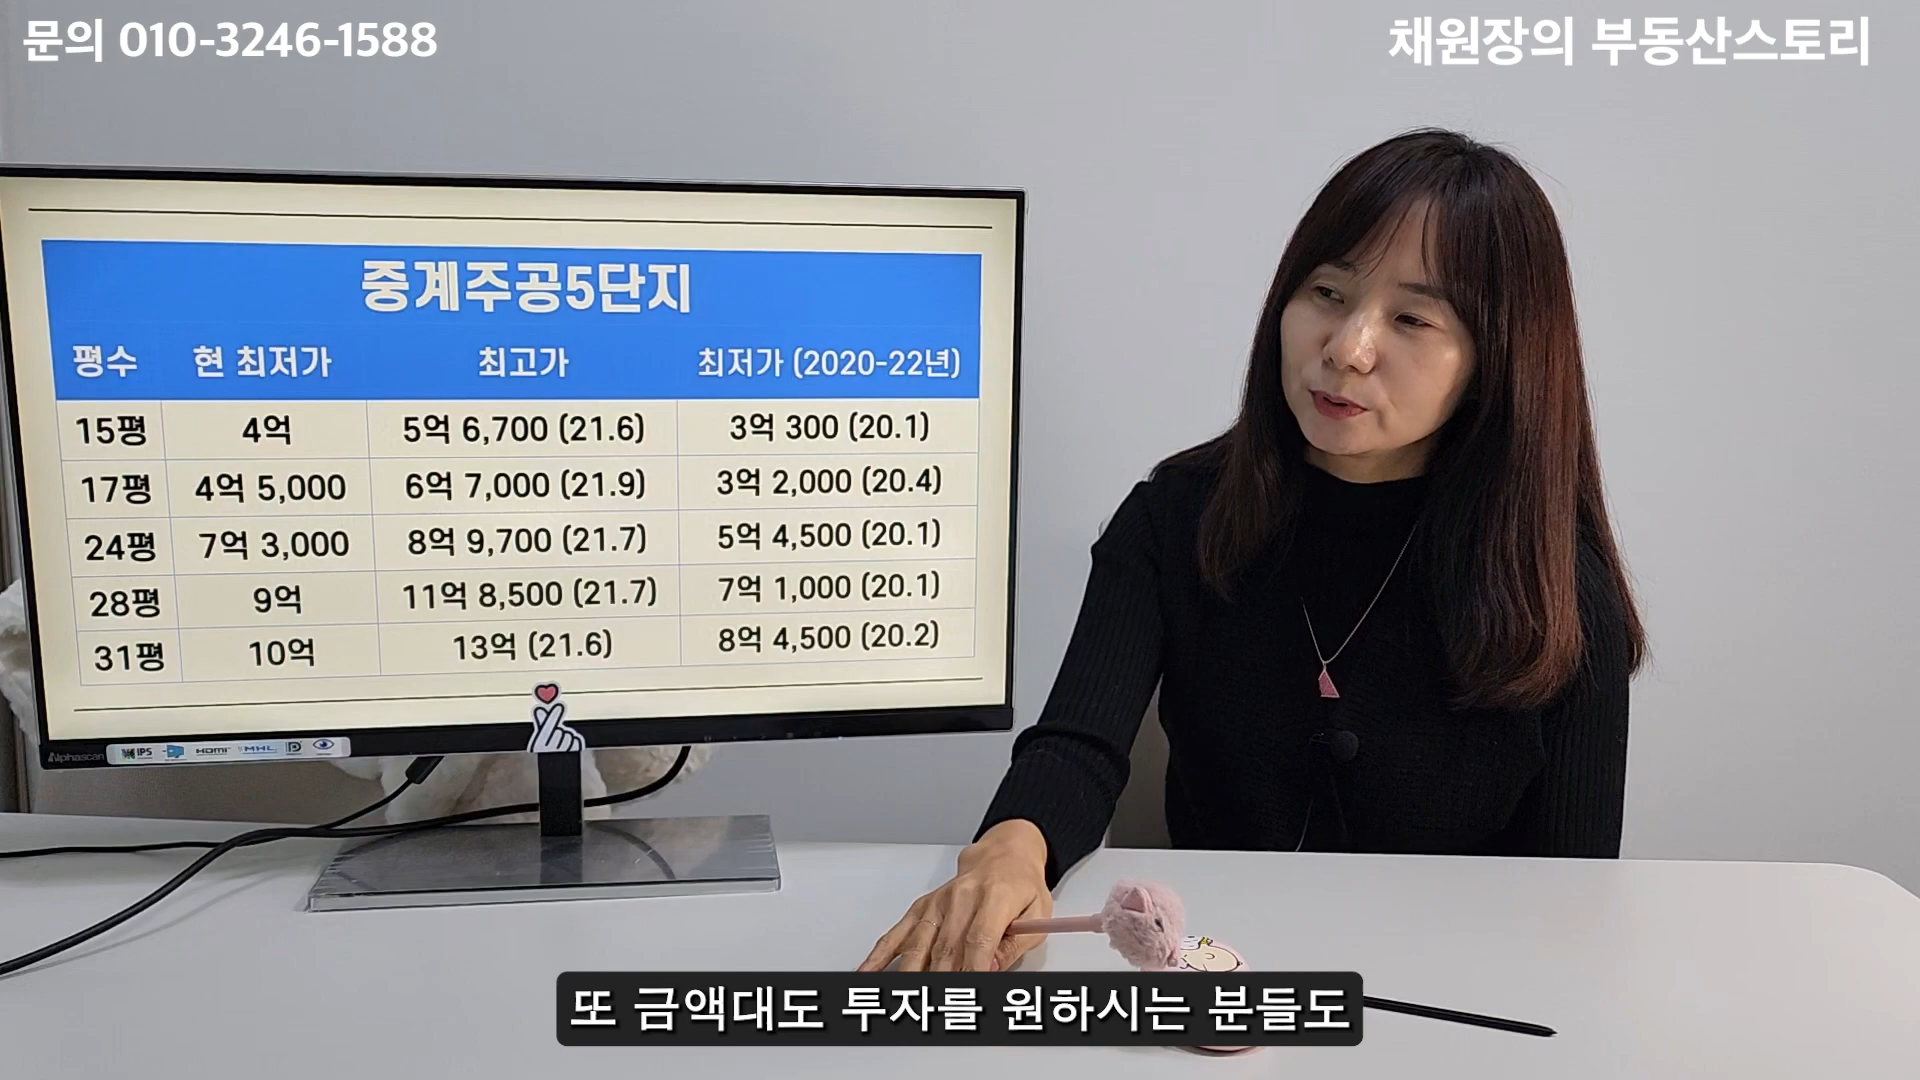 문의 010-3246-1588
채원장의 부동산스토리
중계주공5단지
평수 현 최저가 최고가 최저가 (2020-22년)
15평 4억 5억 6,700 (21.6) 3억 300 (20.1)
17평 4억 5,000 6억 7,000 (21.9) 3억 2,000 (20.4)
24평 7억 3,000 8억 9,700 (21.7) 5억 4,500 (20.1)
28평 9억 11억 8,500 (21.7) 7억 1,000 (20.1)
31평 10억 13억 (21.6) 8억 4,500 (20.2)
Alphascan IPS HDMI MHL
또 금액대도 투자를 원하시는 분들도